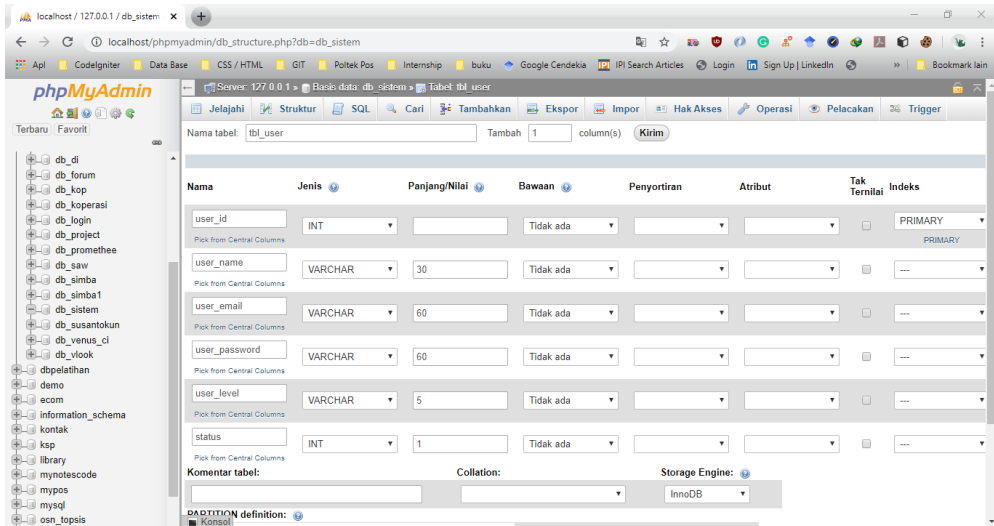 localhost / 127.0.0.1 / db_sistem
localhost/phpmyadmin/db_structure.php?db=db_sistem
Apl CodeIgniter Data Base CSS / HTML GIT Poltek Pos Internship buku Google Cendekia IPI Search Articles Login Sign Up | LinkedIn » Bookmark lain
phpMyAdmin
Terbaru Favorit
db_di
db_forum
db_kop
db_koperasi
db_login
db_project
db_promethee
db_saw
db_simba
db_simba1
db_sistem
db_susantokun
db_venus_ci
db_vlook
dbpelatihan
demo
ecom
information_schema
kontak
ksp
library
mynotescode
mypos
mysql
osn_topsis
Server: 127.0.0.1 » Basis data: db_sistem » Tabel: tbl_user
Jelajahi Struktur SQL Cari Tambahkan Ekspor Impor Hak Akses Operasi Pelacakan Trigger
Nama tabel: tbl_user Tambah 1 column(s) Kirim
Nama Jenis Panjang/Nilai Bawaan Penyortiran Atribut Tak Ternilai Indeks
user_id INT Tidak ada PRIMARY
Pick from Central Columns PRIMARY
user_name VARCHAR 30 Tidak ada ---
Pick from Central Columns
user_email VARCHAR 60 Tidak ada ---
Pick from Central Columns
user_password VARCHAR 60 Tidak ada ---
Pick from Central Columns
user_level VARCHAR 5 Tidak ada ---
Pick from Central Columns
status INT 1 Tidak ada ---
Pick from Central Columns
Komentar tabel: Collation: Storage Engine:
InnoDB
PARTITION definition:
Konsol